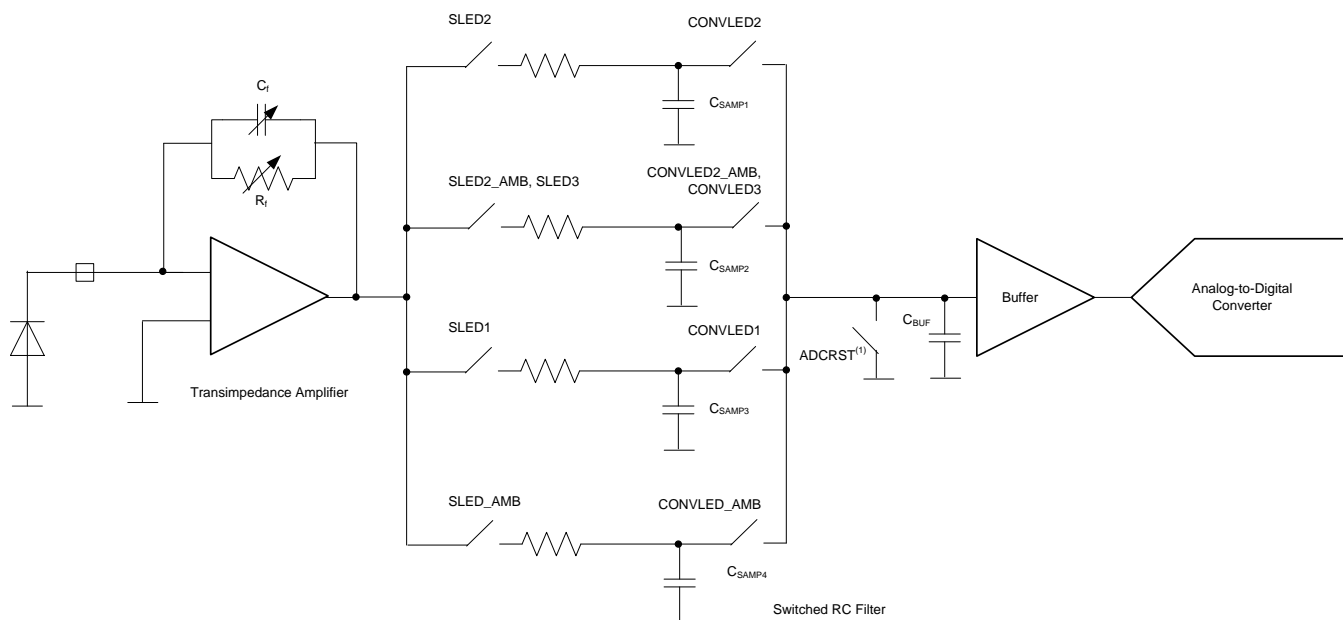 SLED2
CONVLED2
Cf
CSAMP1
SLED2_AMB, SLED3
CONVLED2_AMB,
CONVLED3
Rf
CSAMP2
Buffer
Analog-to-Digital
Converter
SLED1
CONVLED1
CBUF
ADCRST(1)
Transimpedance Amplifier
CSAMP3
SLED_AMB
CONVLED_AMB
CSAMP4
Switched RC Filter